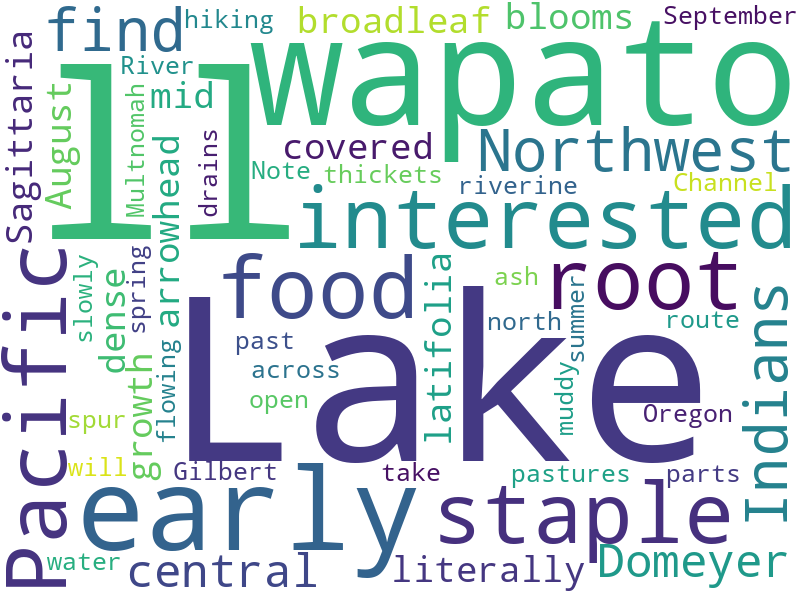 find
hiking
broadleaf
blooms
September
wapato
ll
River
mid
Sagittaria
August
Multnomah
drains
arrowhead
covered
Note
thickets
Northwest
riverine
Channel
interested
Pacific
slowly
dense
spring
food
latifolia
ash
root
Indians
summer
north
route
past
across
open
Lake
flowing
growth
muddy
Oregon
spur
will
Gilbert
take
pastures
parts
early
staple
water
central
literally
Domeyer